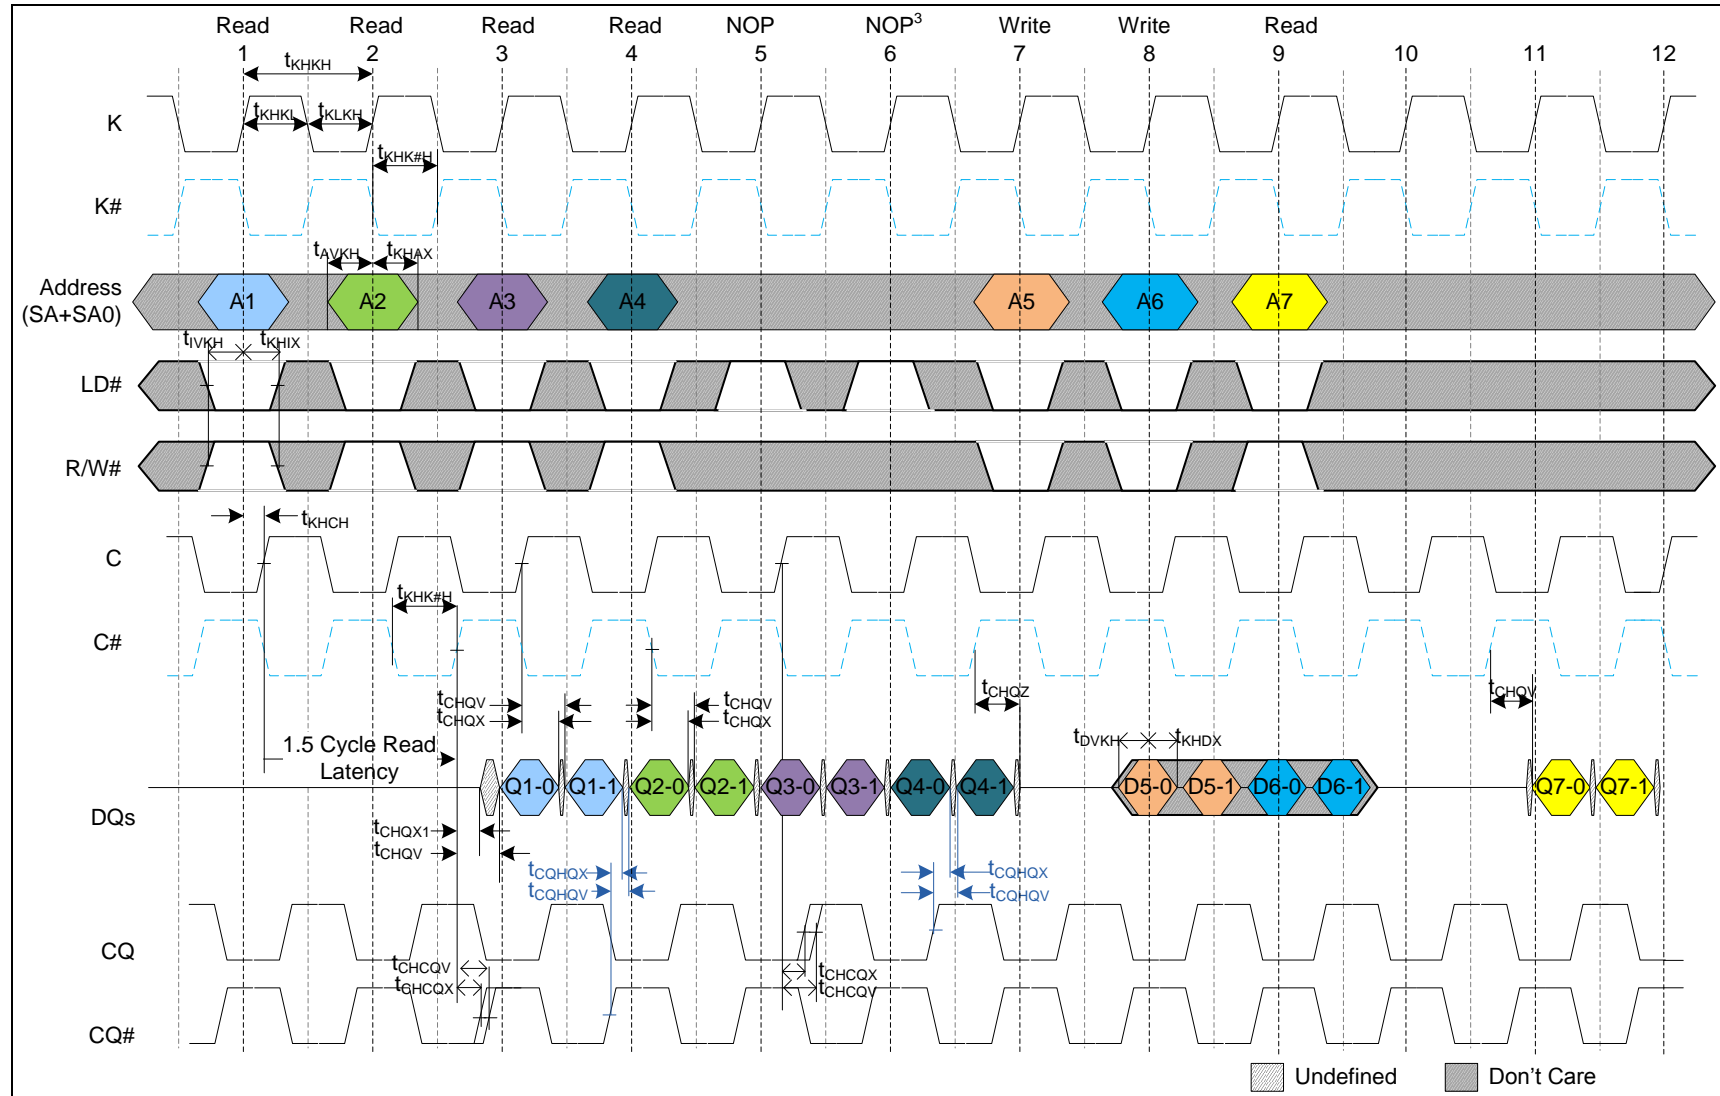 Read Read Read Read NOP NOP3 Write Write Read
1 2 3 4 5 6 7 8 9 10 11 12
tKHKH
K tKHKL tKLKH
tKHK#H
K#
tAVKH tKHAX
Address
(SA+SA0) A1 A2 A3 A4 A5 A6 A7
tIVKH tKHIX
LD#
R/W#
tKHCH
C
tKHK#H
C#
tCHQV tCHQV tCHQZ tCHQV
tCHQX tCHQX
tDVKH tKHDX
1.5 Cycle Read
Latency
DQs Q1-0 Q1-1 Q2-0 Q2-1 Q3-0 Q3-1 Q4-0 Q4-1 D5-0 D5-1 D6-0 D6-1 Q7-0 Q7-1
tCHQX1
tCHQV
tCQHQX tCQHQX
tCQHQV tCQHQV
CQ
tCHCQV tCHCQX
tCHCQX tCHCQV
CQ#
Undefined Don't Care